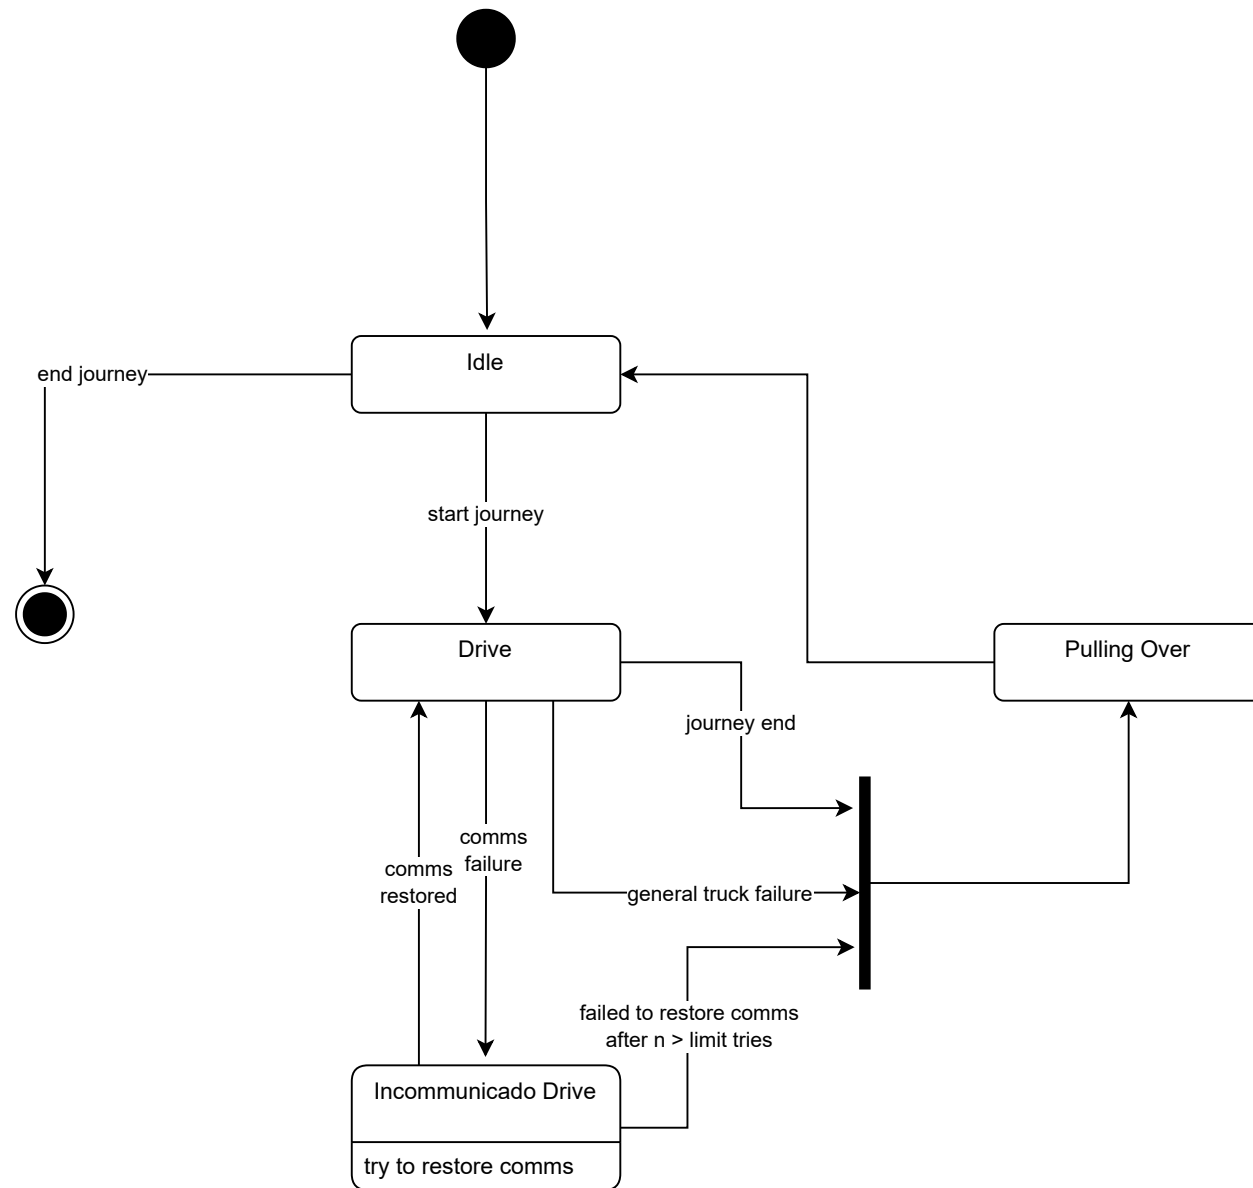 Idle
end journey
start journey
Drive
Pulling Over
journey end
comms
failure
comms
restored
general truck failure
failed to restore comms
after n > limit tries
Incommunicado Drive
try to restore comms